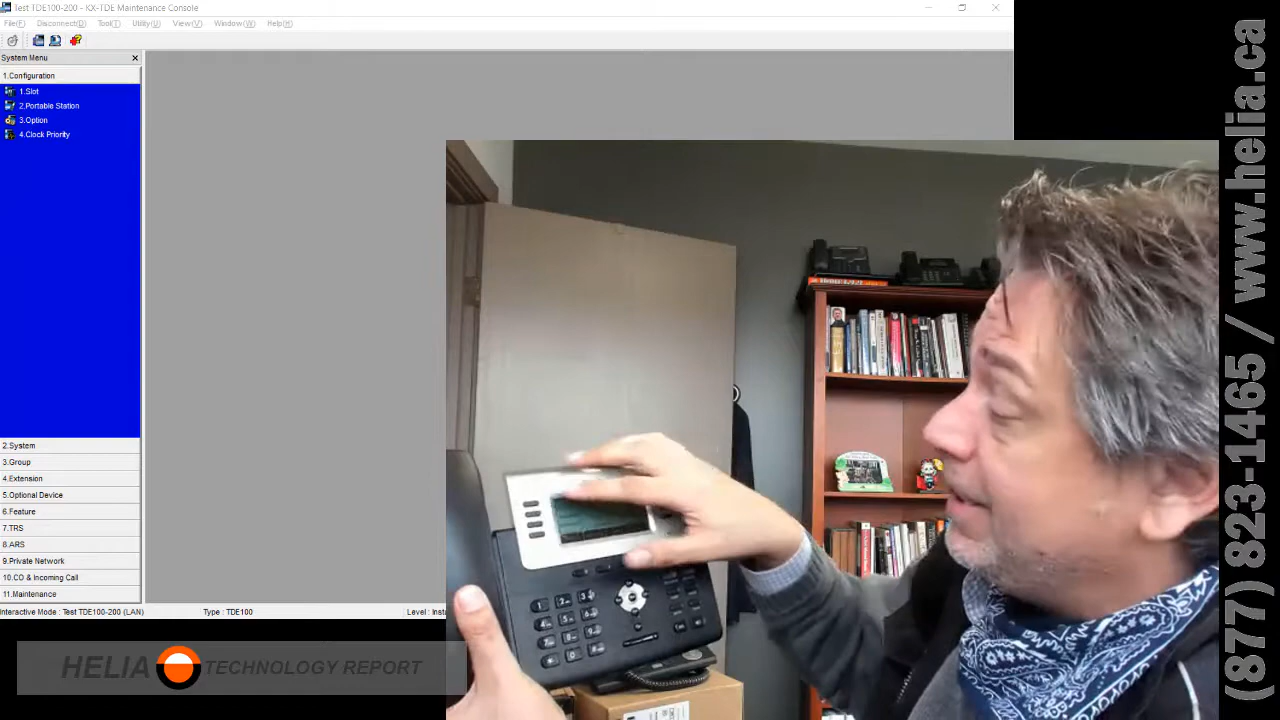 Test TDE100-200 - KX-TDE Maintenance Console
File(F) Disconnect(D) Tool(T) Utility(U) View(V) Window(W) Help(H)
System Menu
1.Configuration
1.Slot
2.Portable Station
3.Option
4.Clock Priority
2.System
3.Group
4.Extension
5.Optional Device
6.Feature
7.TRS
8.ARS
9.Private Network
10.CO & Incoming Call
11.Maintenance
Interactive Mode : Test TDE100-200 (LAN) Type : TDE100 Level :
HELIA TECHNOLOGY REPORT
(877) 823-1465 / www.helia.ca